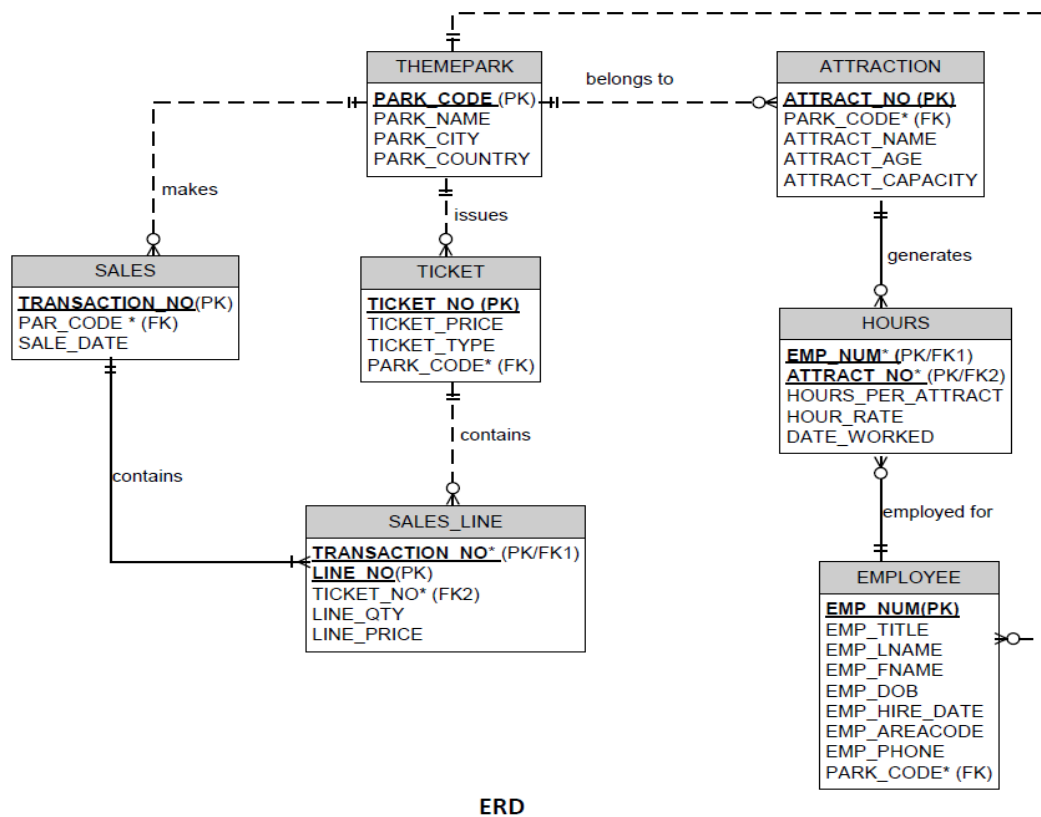 THEMEPARK
PARK_CODE (PK)
PARK_NAME
PARK_CITY
PARK_COUNTRY
belongs to
ATTRACTION
ATTRACT_NO (PK)
PARK_CODE* (FK)
ATTRACT_NAME
ATTRACT_AGE
ATTRACT_CAPACITY
makes
issues
generates
SALES
TRANSACTION_NO(PK)
PAR_CODE * (FK)
SALE_DATE
TICKET
TICKET_NO (PK)
TICKET_PRICE
TICKET_TYPE
PARK_CODE* (FK)
HOURS
EMP_NUM* (PK/FK1)
ATTRACT_NO* (PK/FK2)
HOURS_PER_ATTRACT
HOUR_RATE
DATE_WORKED
contains
contains
employed for
SALES_LINE
TRANSACTION_NO* (PK/FK1)
LINE_NO(PK)
TICKET_NO* (FK2)
LINE_QTY
LINE_PRICE
EMPLOYEE
EMP_NUM(PK)
EMP_TITLE
EMP_LNAME
EMP_FNAME
EMP_DOB
EMP_HIRE_DATE
EMP_AREACODE
EMP_PHONE
PARK_CODE* (FK)
ERD